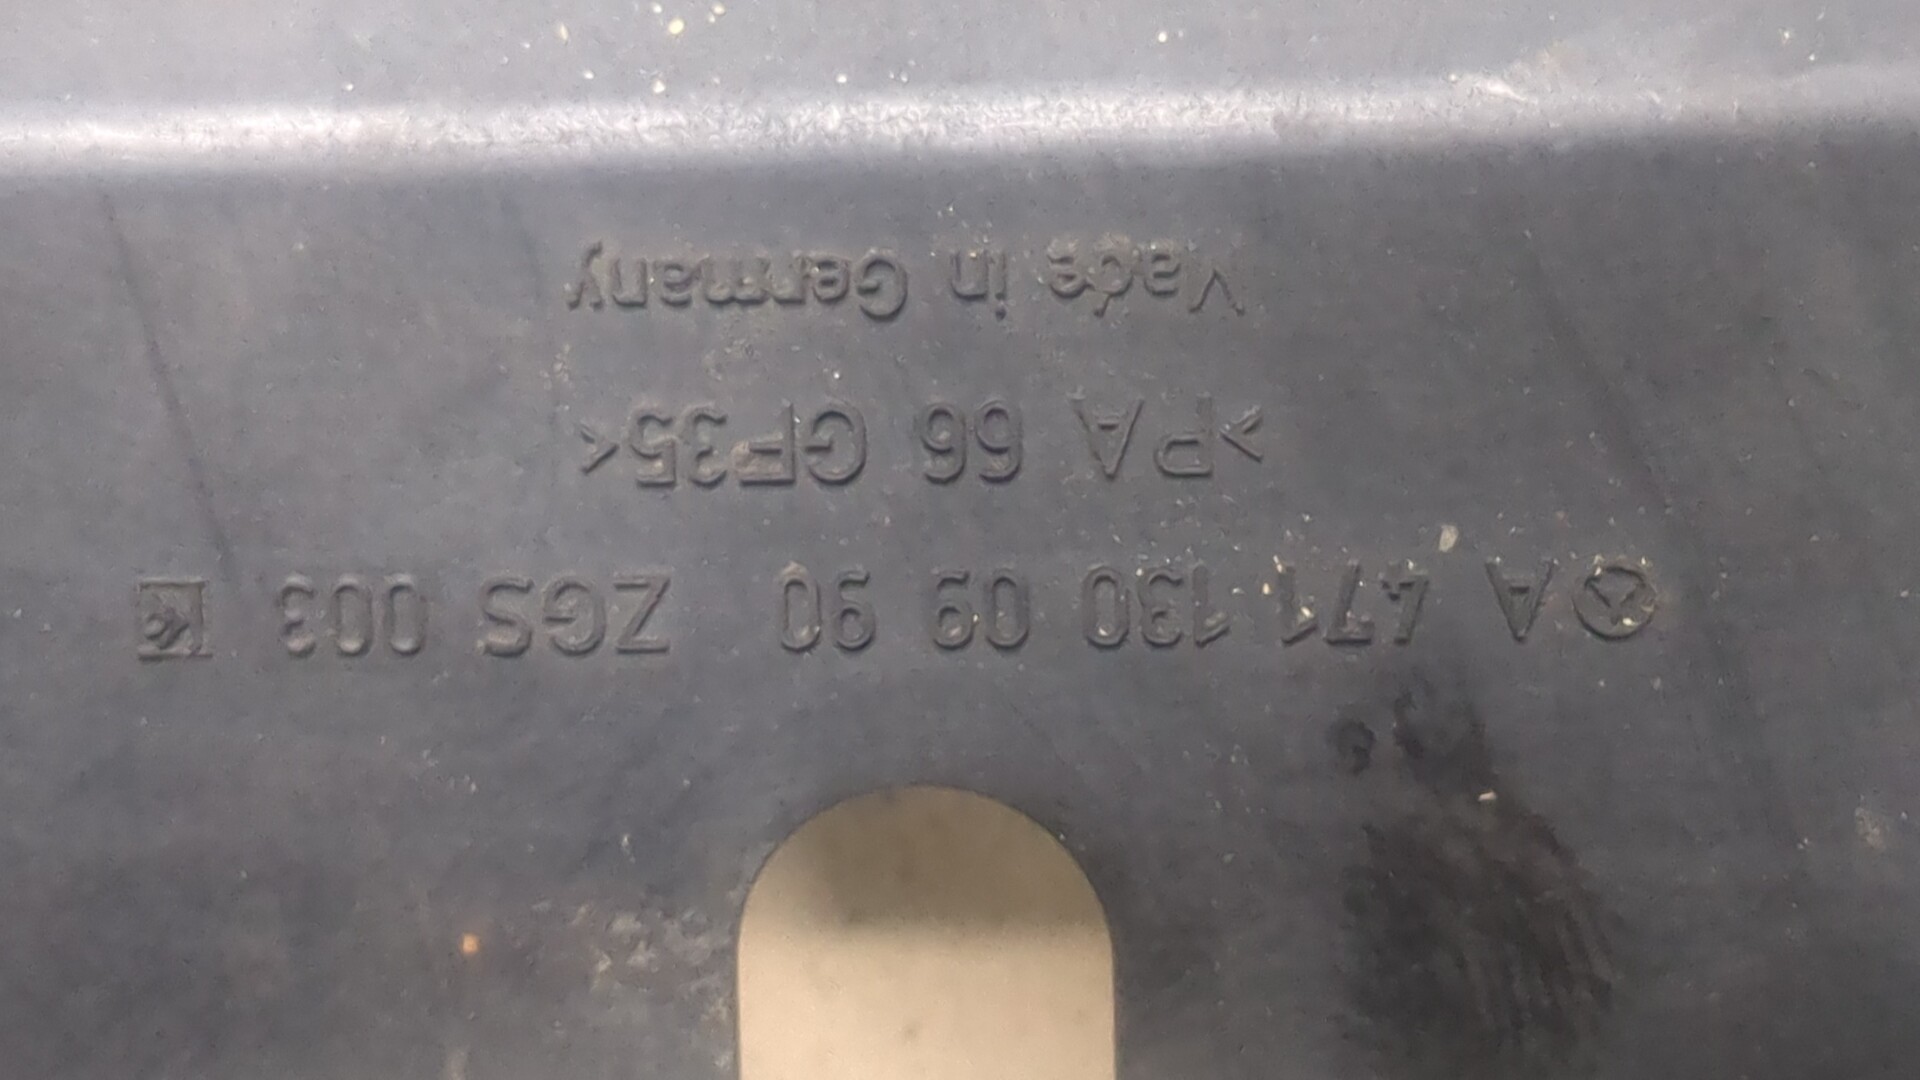 A 471 130 09 90 ZGS 003
>PA 66 GF35<
Made in Germany